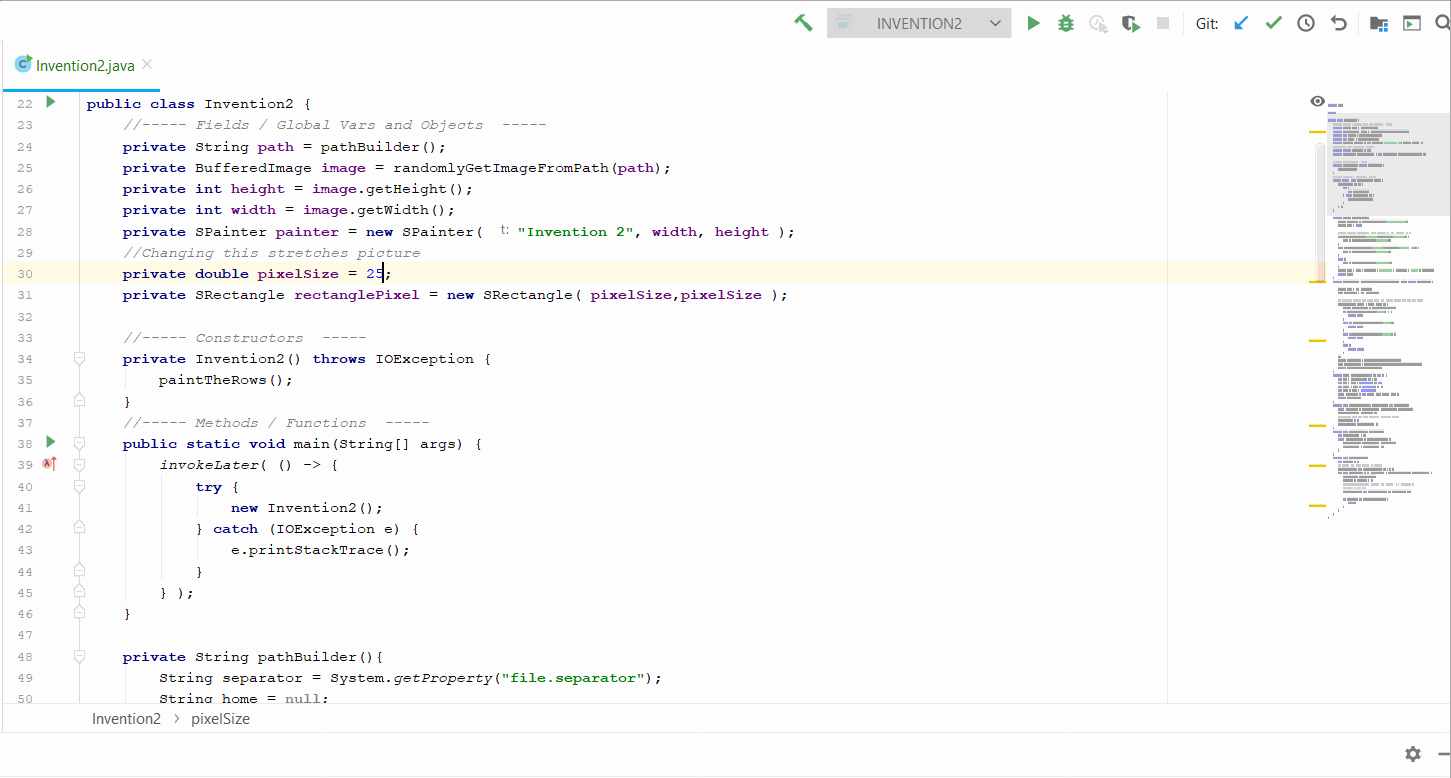 INVENTION2 Git:
Invention2.java
22 public class Invention2 {
23 //----- Fields / Global Vars and Objects -----
24 private String path = pathBuilder();
25 private BufferedImage image = randomlyGetImageFromPath(path);
26 private int height = image.getHeight();
27 private int width = image.getWidth();
28 private SPainter painter = new SPainter( t: "Invention 2", width, height );
29 //Changing this stretches picture
30 private double pixelSize = 25;
31 private SRectangle rectanglePixel = new SRectangle( pixelSize,pixelSize );
32
33 //----- Constructors -----
34 private Invention2() throws IOException {
35 paintTheRows();
36 }
37 //----- Methods / Functions -----
38 public static void main(String[] args) {
39 invokeLater( () -> {
40 try {
41 new Invention2();
42 } catch (IOException e) {
43 e.printStackTrace();
44 }
45 } );
46 }
47
48 private String pathBuilder(){
49 String separator = System.getProperty("file.separator");
50 String home = null;
Invention2 > pixelSize